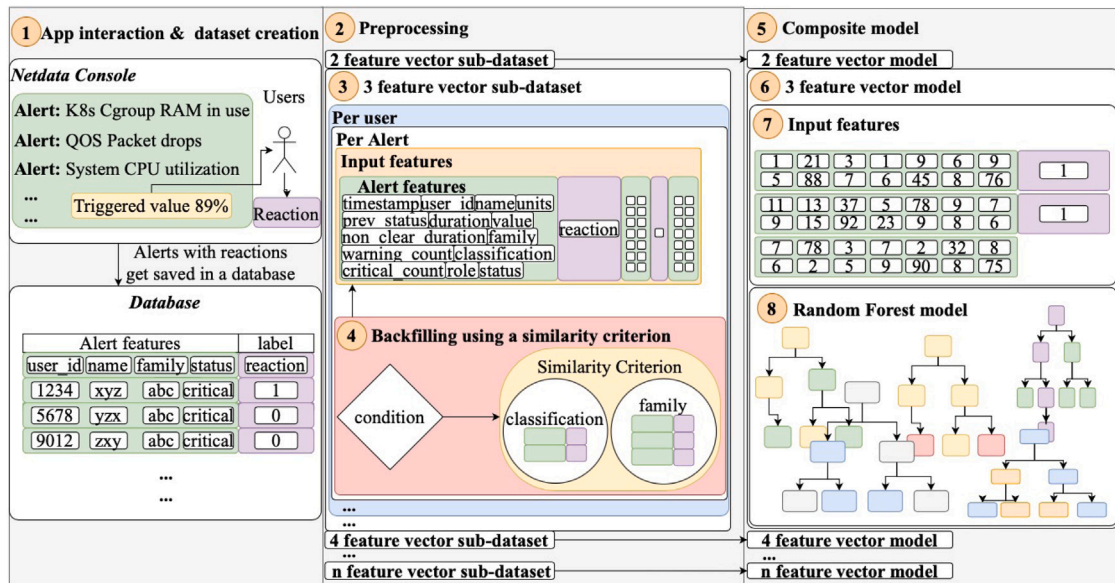 1 App interaction & dataset creation
Netdata Console
Alert: K8s Cgroup RAM in use
Alert: QOS Packet drops
Alert: System CPU utilization
...
...
Triggered value 89%
Users
Reaction
Alerts with reactions
get saved in a database
Database
Alert features label
user_id name family status reaction
1234 xyz abc critical 1
5678 yzx abc critical 0
9012 zxy abc critical 0
...
...
2 Preprocessing
2 feature vector sub-dataset
3 3 feature vector sub-dataset
Per user
Per Alert
Input features
Alert features
timestamp user_id name units
prev_status duration value
non_clear_duration family
warning_count classification
critical_count role status
reaction
4 Backfilling using a similarity criterion
condition
Similarity Criterion
classification
family
...
...
4 feature vector sub-dataset
...
n feature vector sub-dataset
5 Composite model
2 feature vector model
6 3 feature vector model
7 Input features
1 21 3 1 9 6 9
5 88 7 6 45 8 76
1
11 13 37 5 78 9 7
9 15 92 23 9 8 6
1
7 78 3 7 2 32 8
6 2 5 9 90 8 75
8 Random Forest model
4 feature vector model
...
n feature vector model